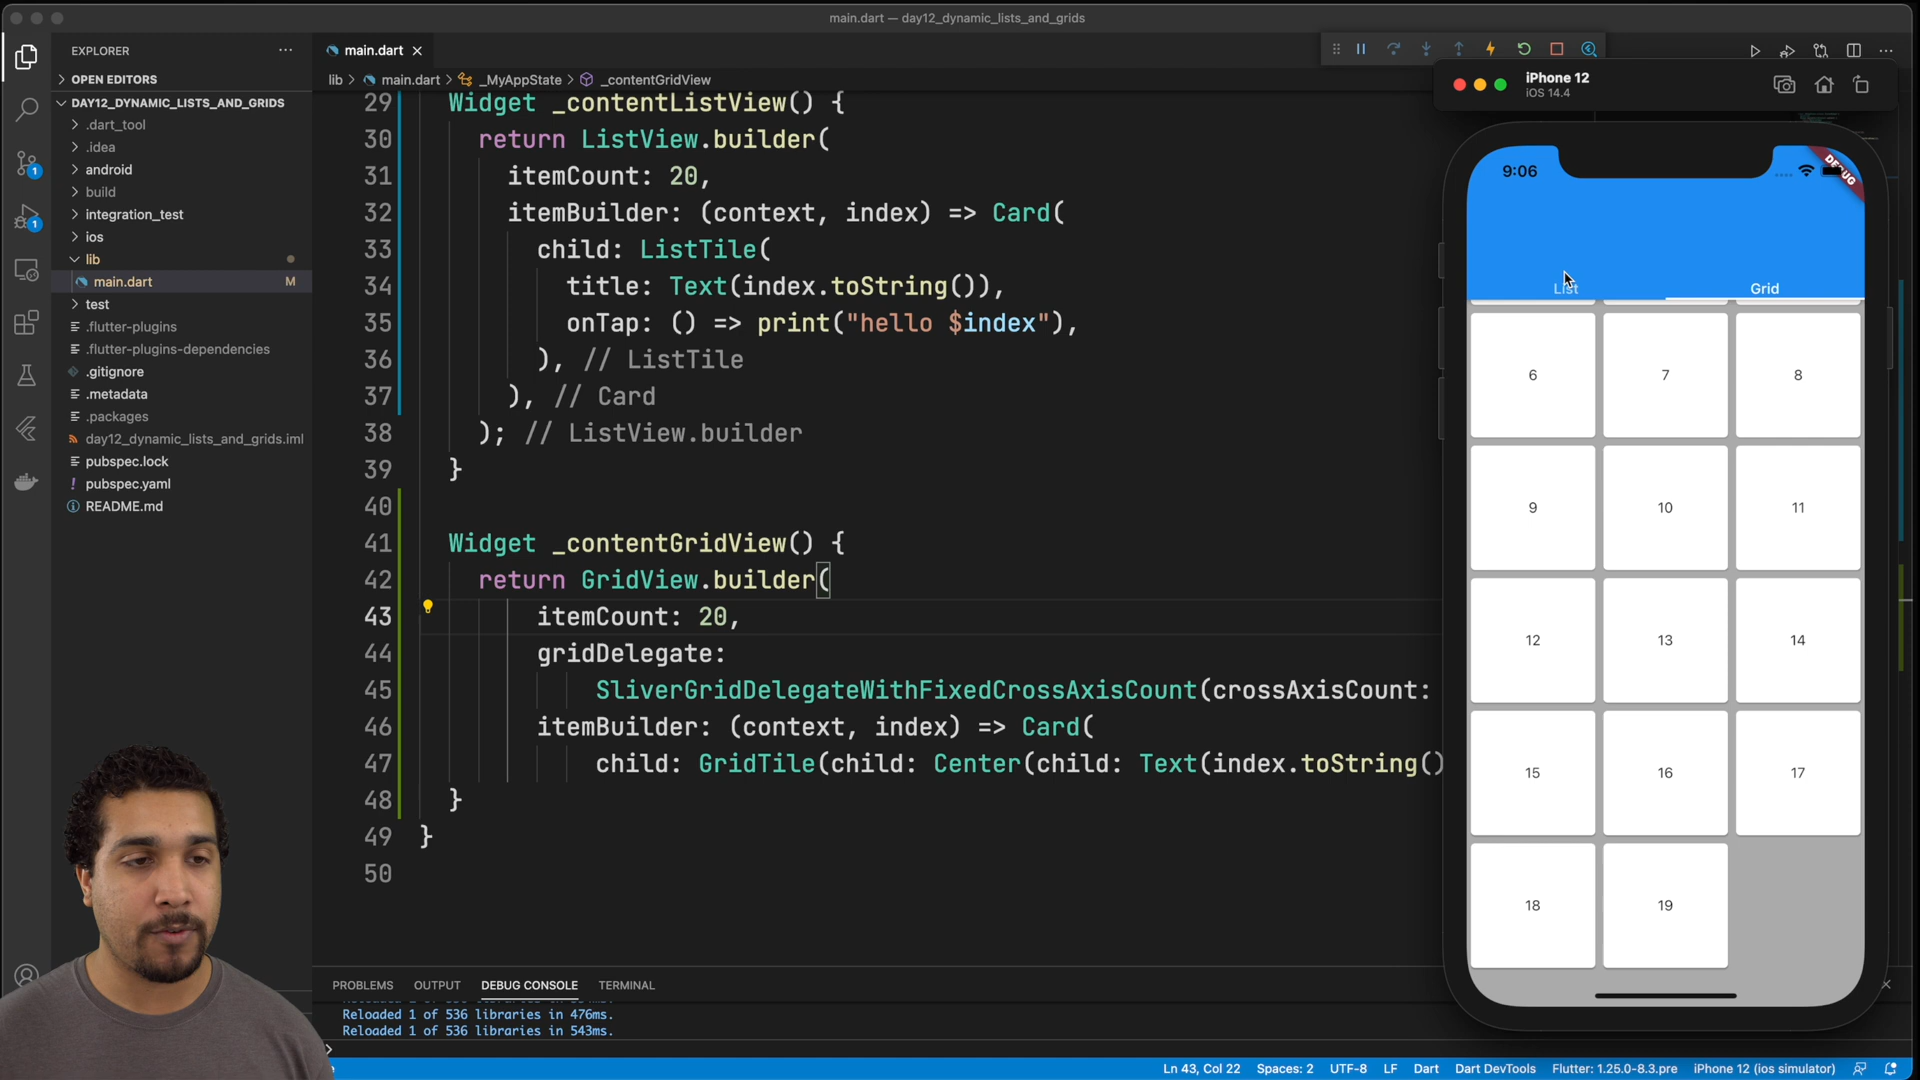 main.dart — day12_dynamic_lists_and_grids
EXPLORER
OPEN EDITORS
DAY12_DYNAMIC_LISTS_AND_GRIDS
.dart_tool
.idea
android
build
integration_test
ios
lib
main.dart M
test
.flutter-plugins
.flutter-plugins-dependencies
.gitignore
.metadata
.packages
day12_dynamic_lists_and_grids.iml
pubspec.lock
! pubspec.yaml
README.md
1
1
main.dart
lib > main.dart > _MyAppState > _contentGridView
29 Widget _contentListView() {
30 return ListView.builder(
31 itemCount: 20,
32 itemBuilder: (context, index) => Card(
33 child: ListTile(
34 title: Text(index.toString()),
35 onTap: () => print("hello $index"),
36 ), // ListTile
37 ), // Card
38 ); // ListView.builder
39 }
40
41 Widget _contentGridView() {
42 return GridView.builder(
43 itemCount: 20,
44 gridDelegate:
45 SliverGridDelegateWithFixedCrossAxisCount(crossAxisCount:
46 itemBuilder: (context, index) => Card(
47 child: GridTile(child: Center(child: Text(index.toString()
48 }
49 }
50
PROBLEMS OUTPUT DEBUG CONSOLE TERMINAL
Reloaded 1 of 536 libraries in 476ms.
Reloaded 1 of 536 libraries in 543ms.
iPhone 12
iOS 14.4
9:06
DEBUG
List Grid
6 7 8
9 10 11
12 13 14
15 16 17
18 19
Ln 43, Col 22 Spaces: 2 UTF-8 LF Dart Dart DevTools Flutter: 1.25.0-8.3.pre iPhone 12 (ios simulator)